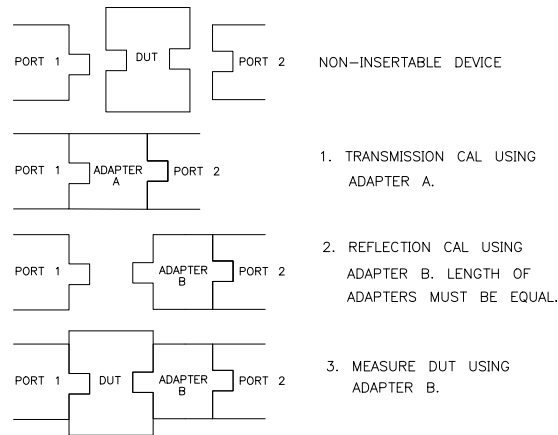 PORT 1 DUT PORT 2 NON-INSERTABLE DEVICE
PORT 1 ADAPTER A PORT 2
1. TRANSMISSION CAL USING
ADAPTER A.
PORT 1 ADAPTER B PORT 2
2. REFLECTION CAL USING
ADAPTER B. LENGTH OF
ADAPTERS MUST BE EQUAL.
PORT 1 DUT ADAPTER B PORT 2
3. MEASURE DUT USING
ADAPTER B.